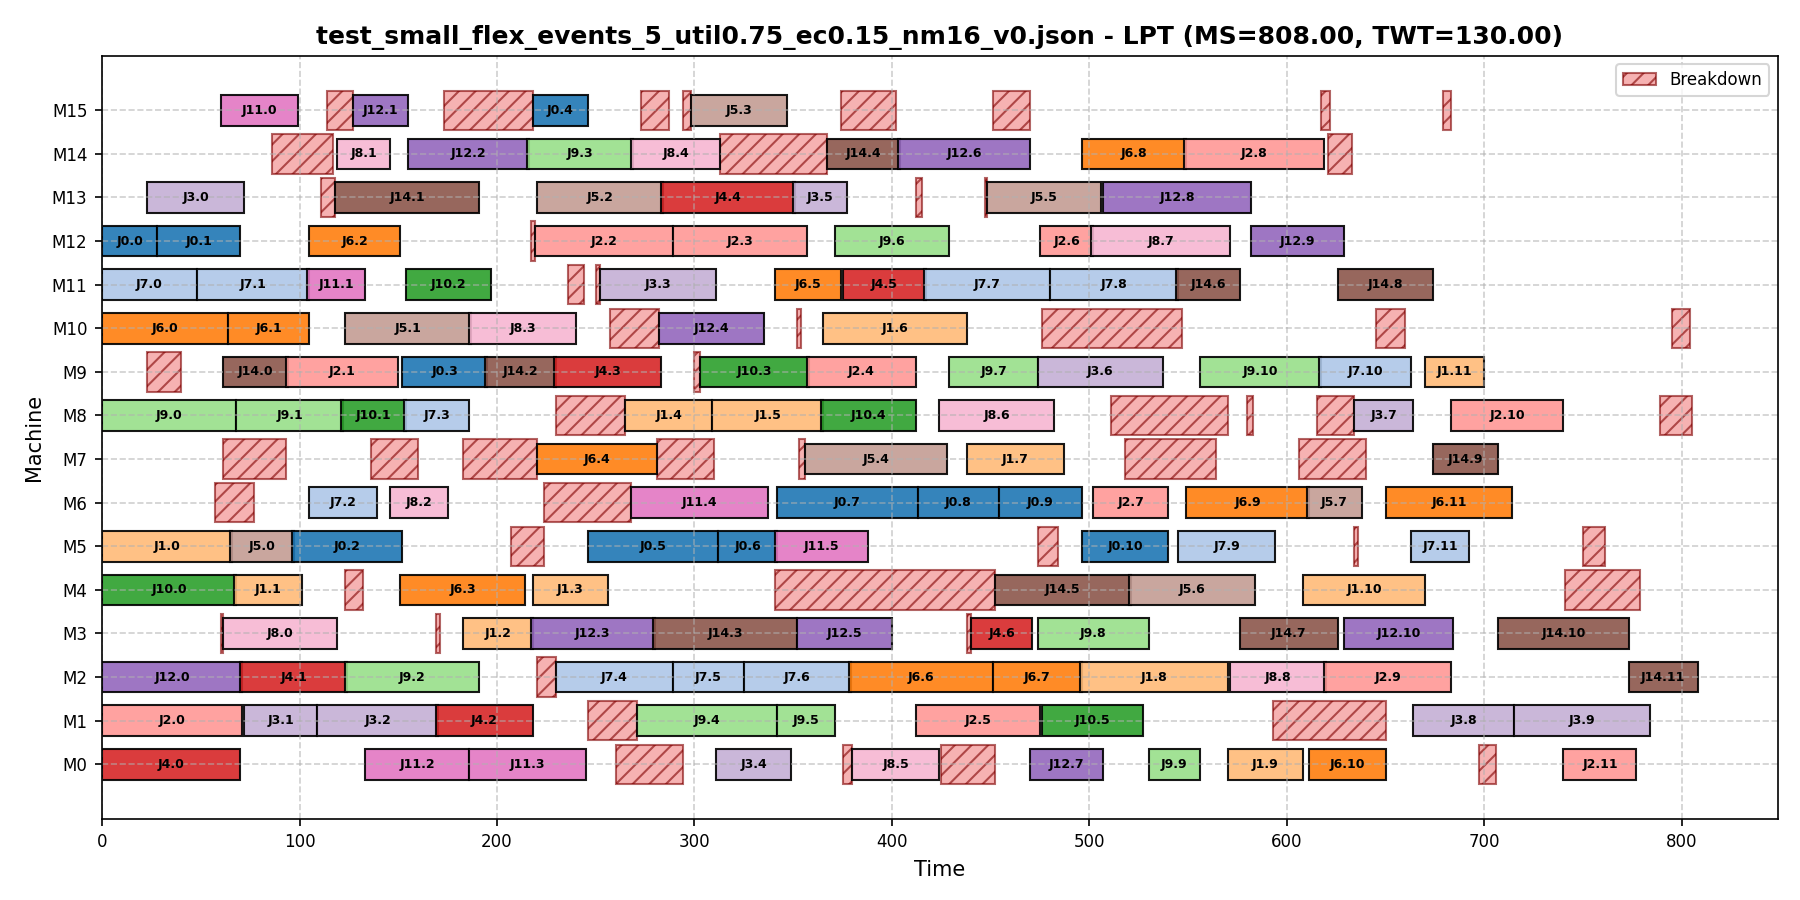 test_small_flex_events_5_util0.75_ec0.15_nm16_v0.json - LPT (MS=808.00, TWT=130.00)
Breakdown
M15 J11.0 J12.1 J0.4 J5.3
M14 J8.1 J12.2 J9.3 J8.4 J14.4 J12.6 J6.8 J2.8
M13 J3.0 J14.1 J5.2 J4.4 J3.5 J5.5 J12.8
M12 J0.0 J0.1 J6.2 J2.2 J2.3 J9.6 J2.6 J8.7 J12.9
M11 J7.0 J7.1 J11.1 J10.2 J3.3 J6.5 J4.5 J7.7 J7.8 J14.6 J14.8
M10 J6.0 J6.1 J5.1 J8.3 J12.4 J1.6
M9 J14.0 J2.1 J0.3 J14.2 J4.3 J10.3 J2.4 J9.7 J3.6 J9.10 J7.10 J1.11
M8 J9.0 J9.1 J10.1 J7.3 J1.4 J1.5 J10.4 J8.6 J3.7 J2.10
M7 J6.4 J5.4 J1.7 J14.9
M6 J7.2 J8.2 J11.4 J0.7 J0.8 J0.9 J2.7 J6.9 J5.7 J6.11
M5 J1.0 J5.0 J0.2 J0.5 J0.6 J11.5 J0.10 J7.9 J7.11
M4 J10.0 J1.1 J6.3 J1.3 J14.5 J5.6 J1.10
M3 J8.0 J1.2 J12.3 J14.3 J12.5 J4.6 J9.8 J14.7 J12.10 J14.10
M2 J12.0 J4.1 J9.2 J7.4 J7.5 J7.6 J6.6 J6.7 J1.8 J8.8 J2.9 J14.11
M1 J2.0 J3.1 J3.2 J4.2 J9.4 J9.5 J2.5 J10.5 J3.8 J3.9
M0 J4.0 J11.2 J11.3 J3.4 J8.5 J12.7 J9.9 J1.9 J6.10 J2.11
Machine
0 100 200 300 400 500 600 700 800
Time